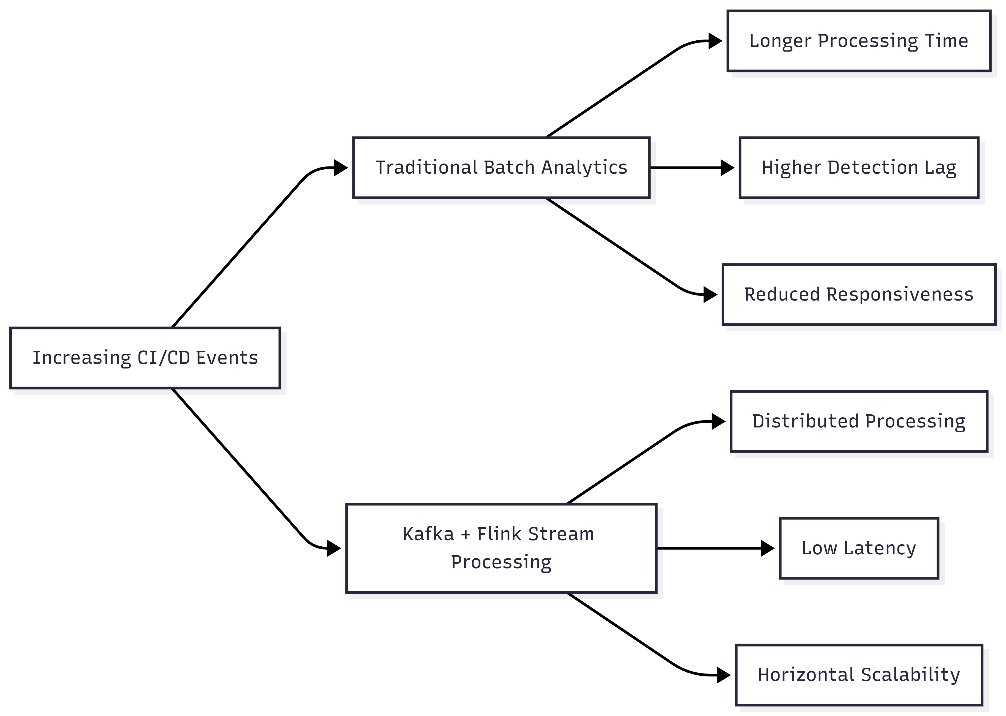 Longer Processing Time
Traditional Batch Analytics
Higher Detection Lag
Reduced Responsiveness
Increasing CI/CD Events
Distributed Processing
Kafka + Flink Stream
Processing
Low Latency
Horizontal Scalability